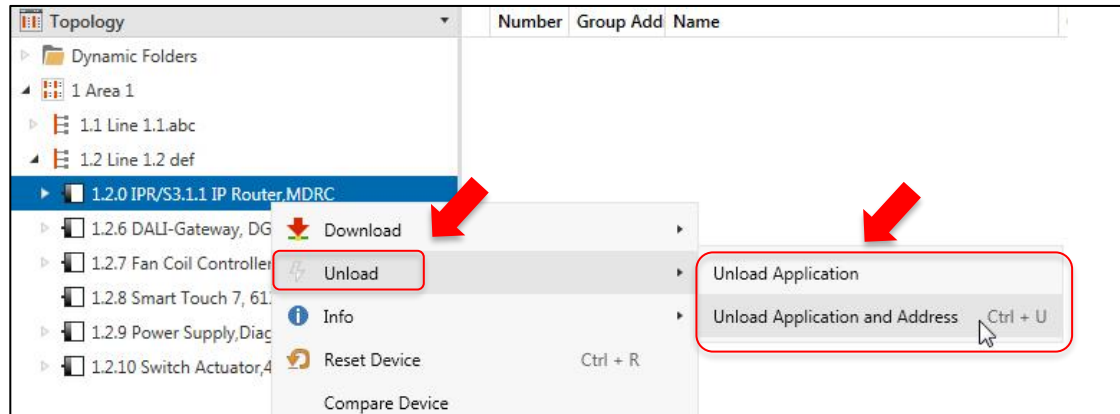 Topology
Number Group Add Name
Dynamic Folders
1 Area 1
1.1 Line 1.1.abc
1.2 Line 1.2 def
1.2.0 IPR/S3.1.1 IP Router,MDRC
1.2.6 DALI-Gateway, DG
1.2.7 Fan Coil Controller
1.2.8 Smart Touch 7, 61
1.2.9 Power Supply,Diag
1.2.10 Switch Actuator,4
Download
Unload
Info
Reset Device Ctrl + R
Compare Device
Unload Application
Unload Application and Address Ctrl + U